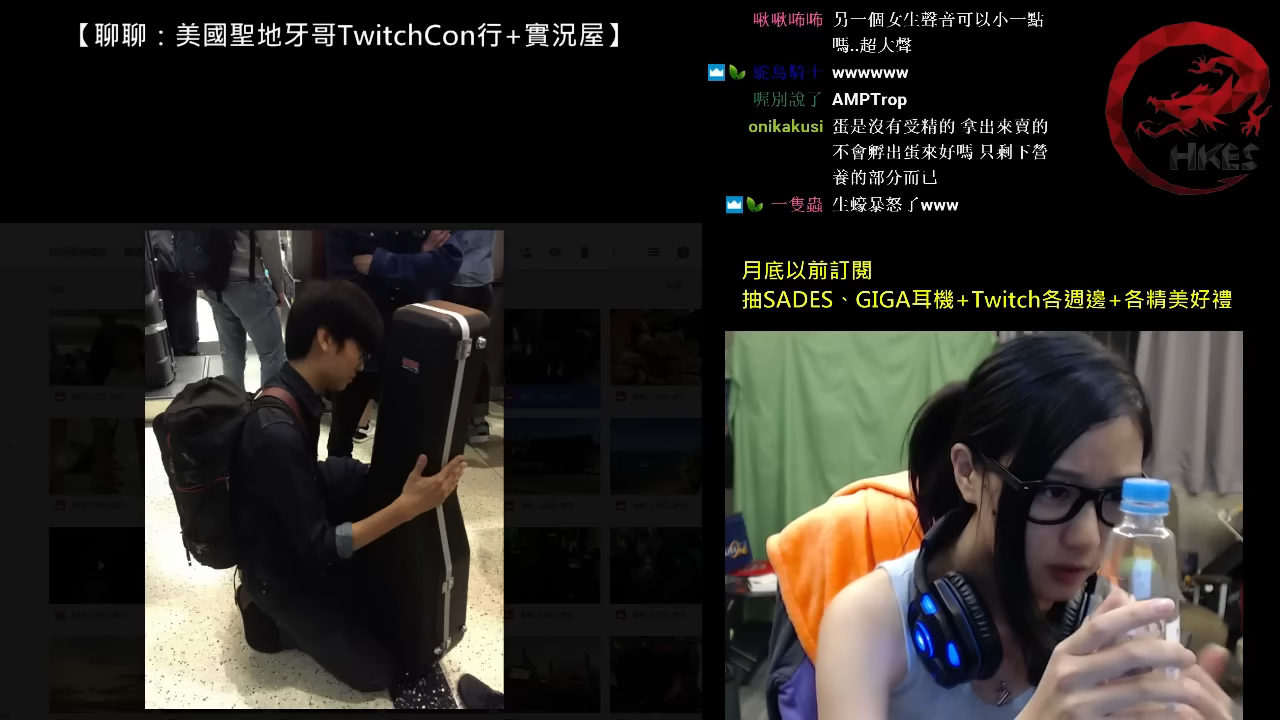 【聊聊：美國聖地牙哥TwitchCon行+實況屋】
啾啾咘咘 另一個女生聲音可以小一點
嗎..超大聲
鴕鳥騎士 wwwwww
喔別說了 AMPTrop
onikakusi 蛋是沒有受精的 拿出來賣的
不會孵出蛋來好嗎 只剩下營
養的部分而已
一隻蟲 生蠔暴怒了www
HKES
月底以前訂閱
抽SADES、GIGA耳機+Twitch各週邊+各精美好禮